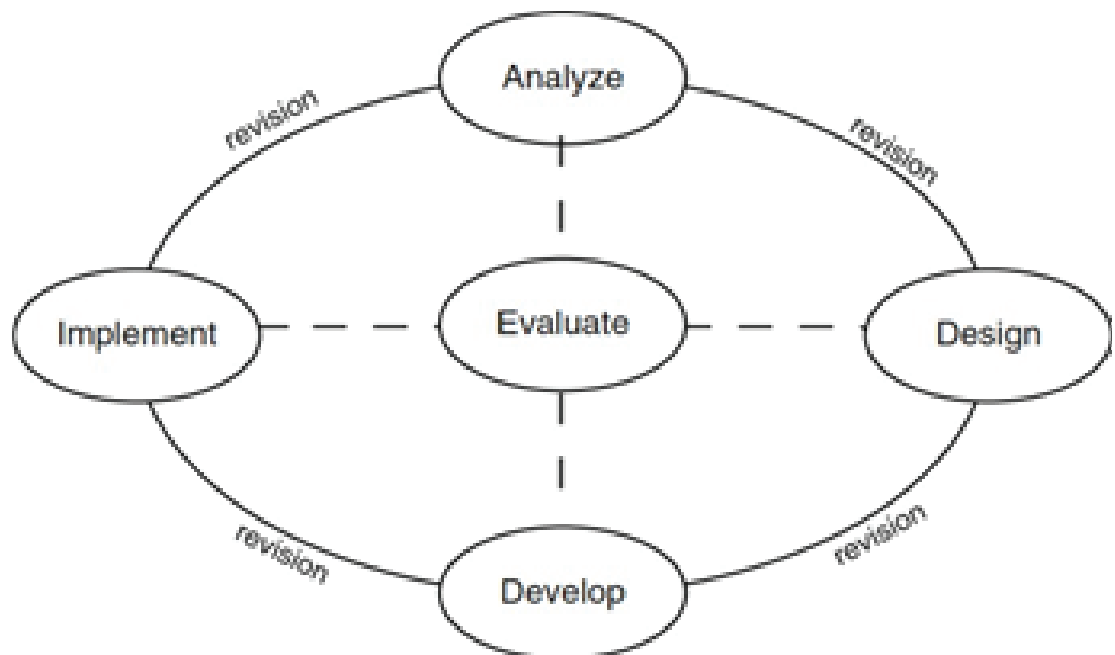 Analyze
revision
revision
Implement
Evaluate
Design
revision
revision
Develop